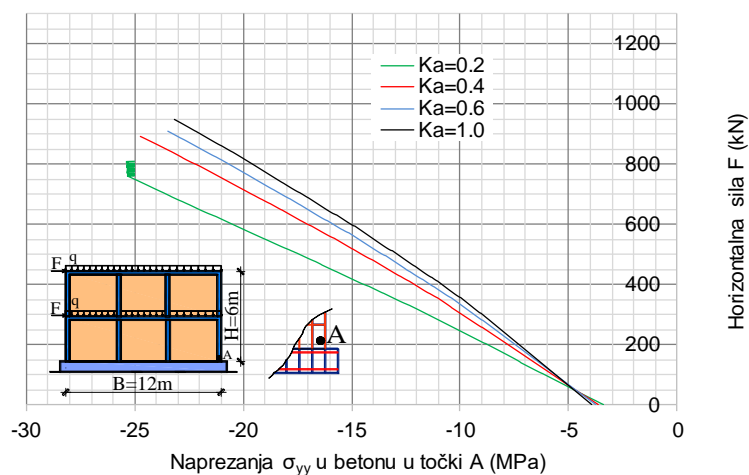 1200
1000
800
600
400
200
0
Horizontalna sila F (kN)
Ka=0.2
Ka=0.4
Ka=0.6
Ka=1.0
F
q
F
q
H=6m
A
B=12m
A
-30
-25
-20
-15
-10
-5
0
Naprezanja σyy u betonu u točki A (MPa)